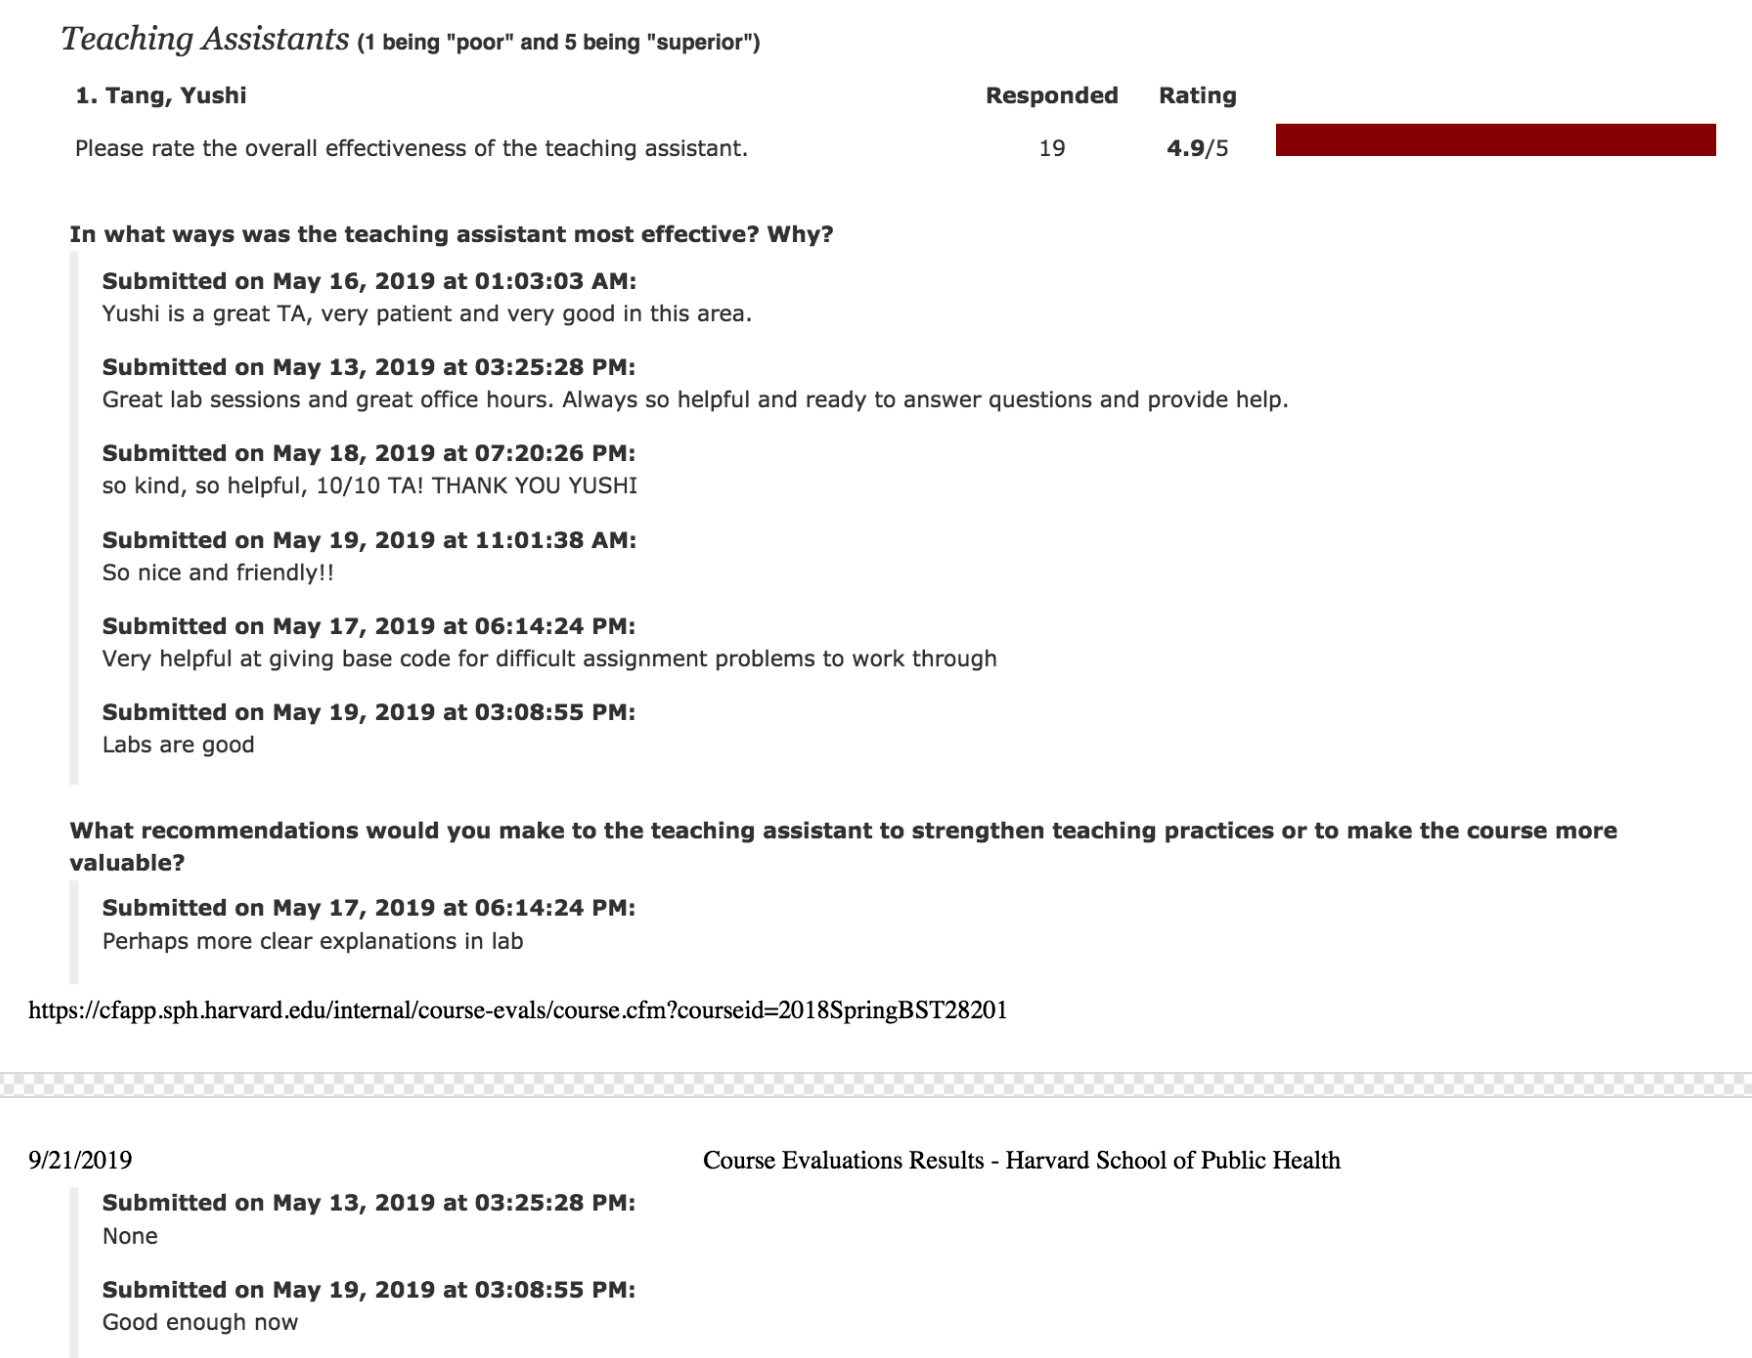 Teaching Assistants (1 being "poor" and 5 being "superior")
1. Tang, Yushi Responded Rating
Please rate the overall effectiveness of the teaching assistant. 19 4.9/5
In what ways was the teaching assistant most effective? Why?
Submitted on May 16, 2019 at 01:03:03 AM:
Yushi is a great TA, very patient and very good in this area.
Submitted on May 13, 2019 at 03:25:28 PM:
Great lab sessions and great office hours. Always so helpful and ready to answer questions and provide help.
Submitted on May 18, 2019 at 07:20:26 PM:
so kind, so helpful, 10/10 TA! THANK YOU YUSHI
Submitted on May 19, 2019 at 11:01:38 AM:
So nice and friendly!!
Submitted on May 17, 2019 at 06:14:24 PM:
Very helpful at giving base code for difficult assignment problems to work through
Submitted on May 19, 2019 at 03:08:55 PM:
Labs are good
What recommendations would you make to the teaching assistant to strengthen teaching practices or to make the course more
valuable?
Submitted on May 17, 2019 at 06:14:24 PM:
Perhaps more clear explanations in lab
https://cfapp.sph.harvard.edu/internal/course-evals/course.cfm?courseid=2018SpringBST28201
9/21/2019 Course Evaluations Results - Harvard School of Public Health
Submitted on May 13, 2019 at 03:25:28 PM:
None
Submitted on May 19, 2019 at 03:08:55 PM:
Good enough now